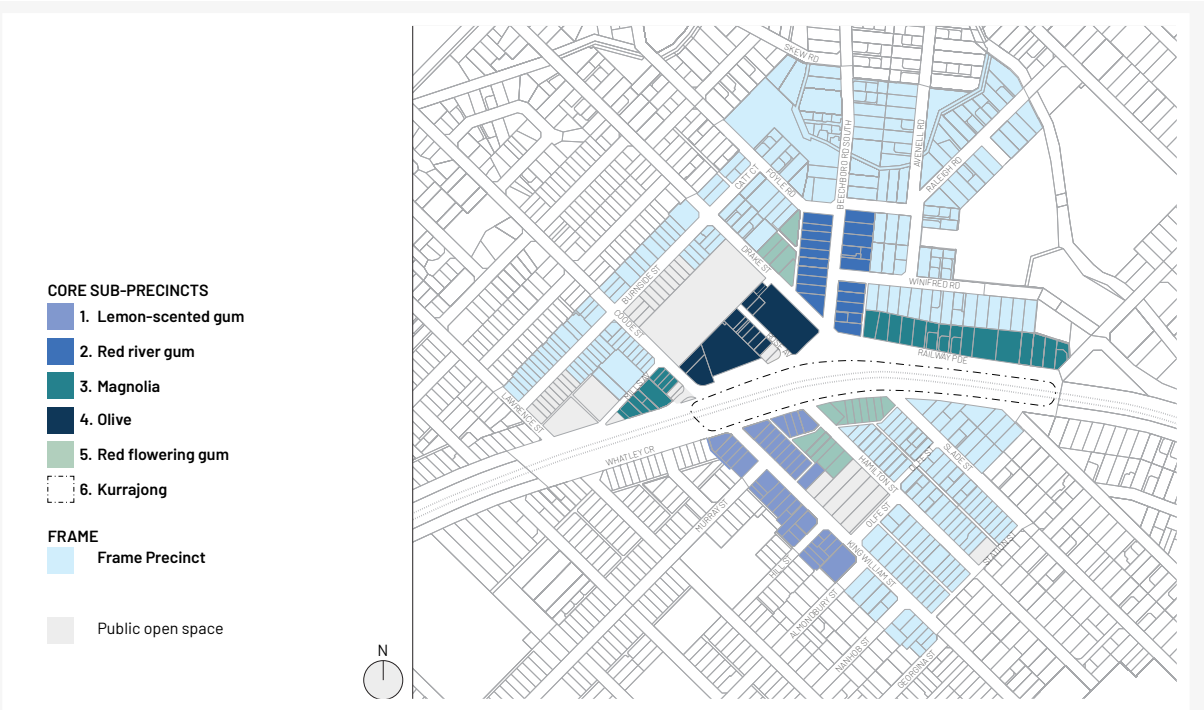 CORE SUB-PRECINCTS
1. Lemon-scented gum
2. Red river gum
3. Magnolia
4. Olive
5. Red flowering gum
6. Kurrajong
FRAME
Frame Precinct
Public open space
N
SKEW RD
BEECHBORO RD SOUTH
AVENELL RD
RALEIGH RD
CATT CT
FOYLE RD
DRAKE ST
BURNSIDE ST
COODE ST
WINIFRED RD
RAILWAY PDE
LAWRENCE ST
WHATLEY CR
MURRAY ST
HAMILTON ST
SLADE ST
OLFE ST
KING WILLIAM ST
HILL ST
ALMONDBURY ST
NANHOB ST
GEORGINA ST